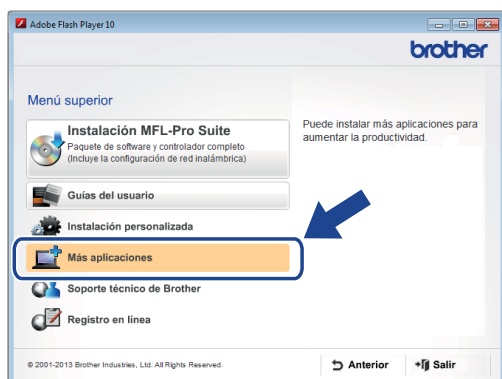 Adobe Flash Player 10
brother
Menú superior
Instalación MFL-Pro Suite
Paquete de software y controlador completo
(Incluye la configuración de red inalámbrica)
Guías del usuario
Instalación personalizada
Más aplicaciones
Soporte técnico de Brother
Registro en línea
Puede instalar más aplicaciones para
aumentar la productividad.
© 2001-2013 Brother Industries, Ltd. All Rights Reserved.
Anterior
Salir